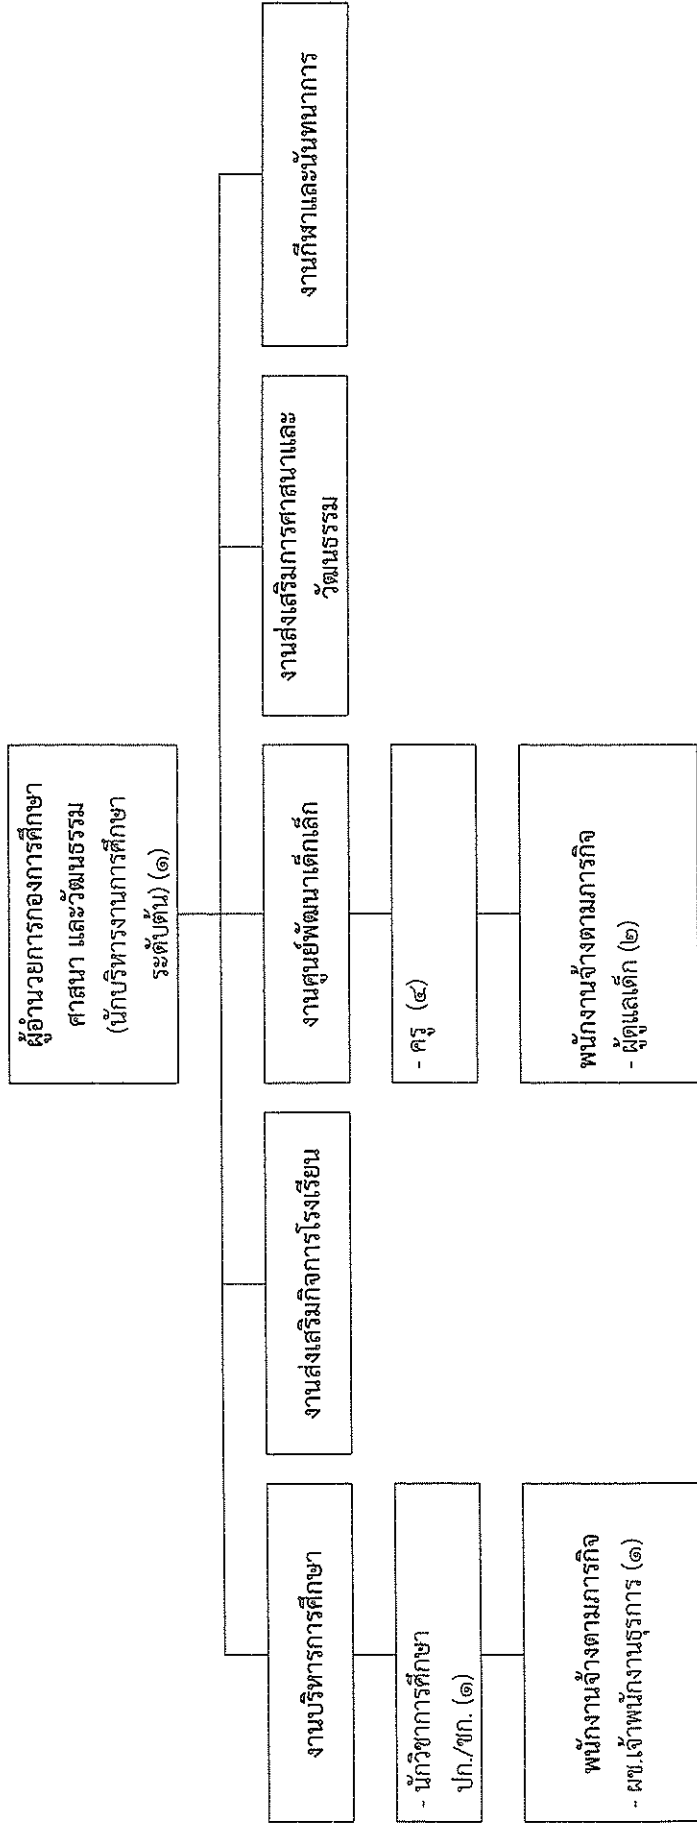 ผู้อำนวยการกองการศึกษา
ศาสนา และวัฒนธรรม
(นักบริหารงานการศึกษา
ระดับต้น) (๑)
งานบริหารการศึกษา
งานส่งเสริมกิจการโรงเรียน
งานศูนย์พัฒนาเด็กเล็ก
งานส่งเสริมการศาสนาและ
วัฒนธรรม
งานกีฬาและนันทนาการ
- นักวิชาการศึกษา
ปก./ชก. (๑)
- ครู (๔)
พนักงานจ้างตามภารกิจ
- ผช.เจ้าพนักงานธุรการ (๑)
พนักงานจ้างตามภารกิจ
- ผู้ดูแลเด็ก (๒)